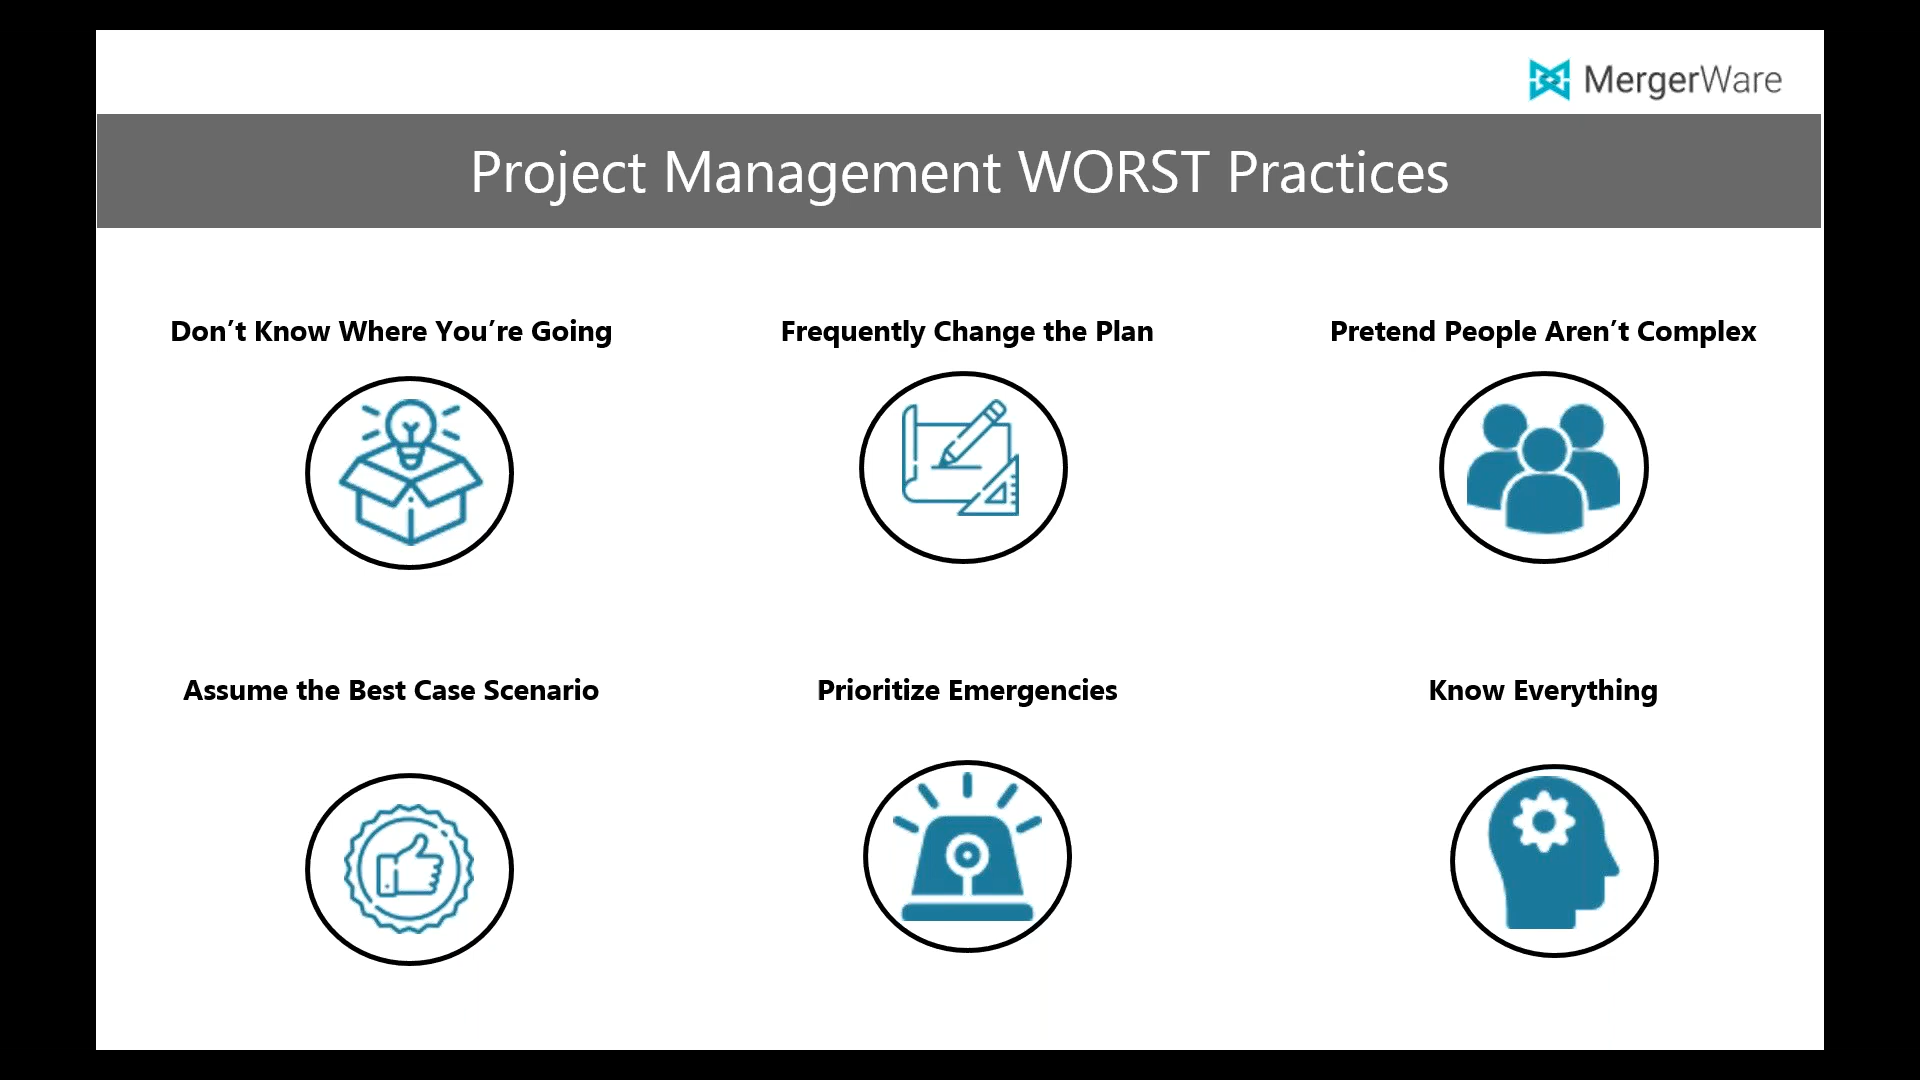 MergerWare
Project Management WORST Practices
Don’t Know Where You’re Going
Frequently Change the Plan
Pretend People Aren’t Complex
Assume the Best Case Scenario
Prioritize Emergencies
Know Everything